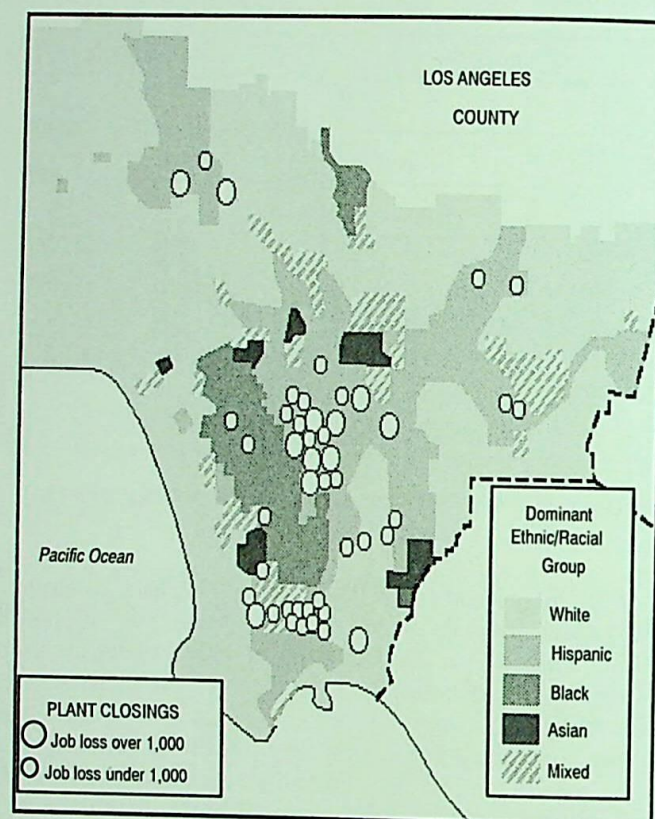 LOS ANGELES
COUNTY
Pacific Ocean
Dominant
Ethnic/Racial
Group
White
Hispanic
Black
Asian
Mixed
PLANT CLOSINGS
Job loss over 1,000
Job loss under 1,000